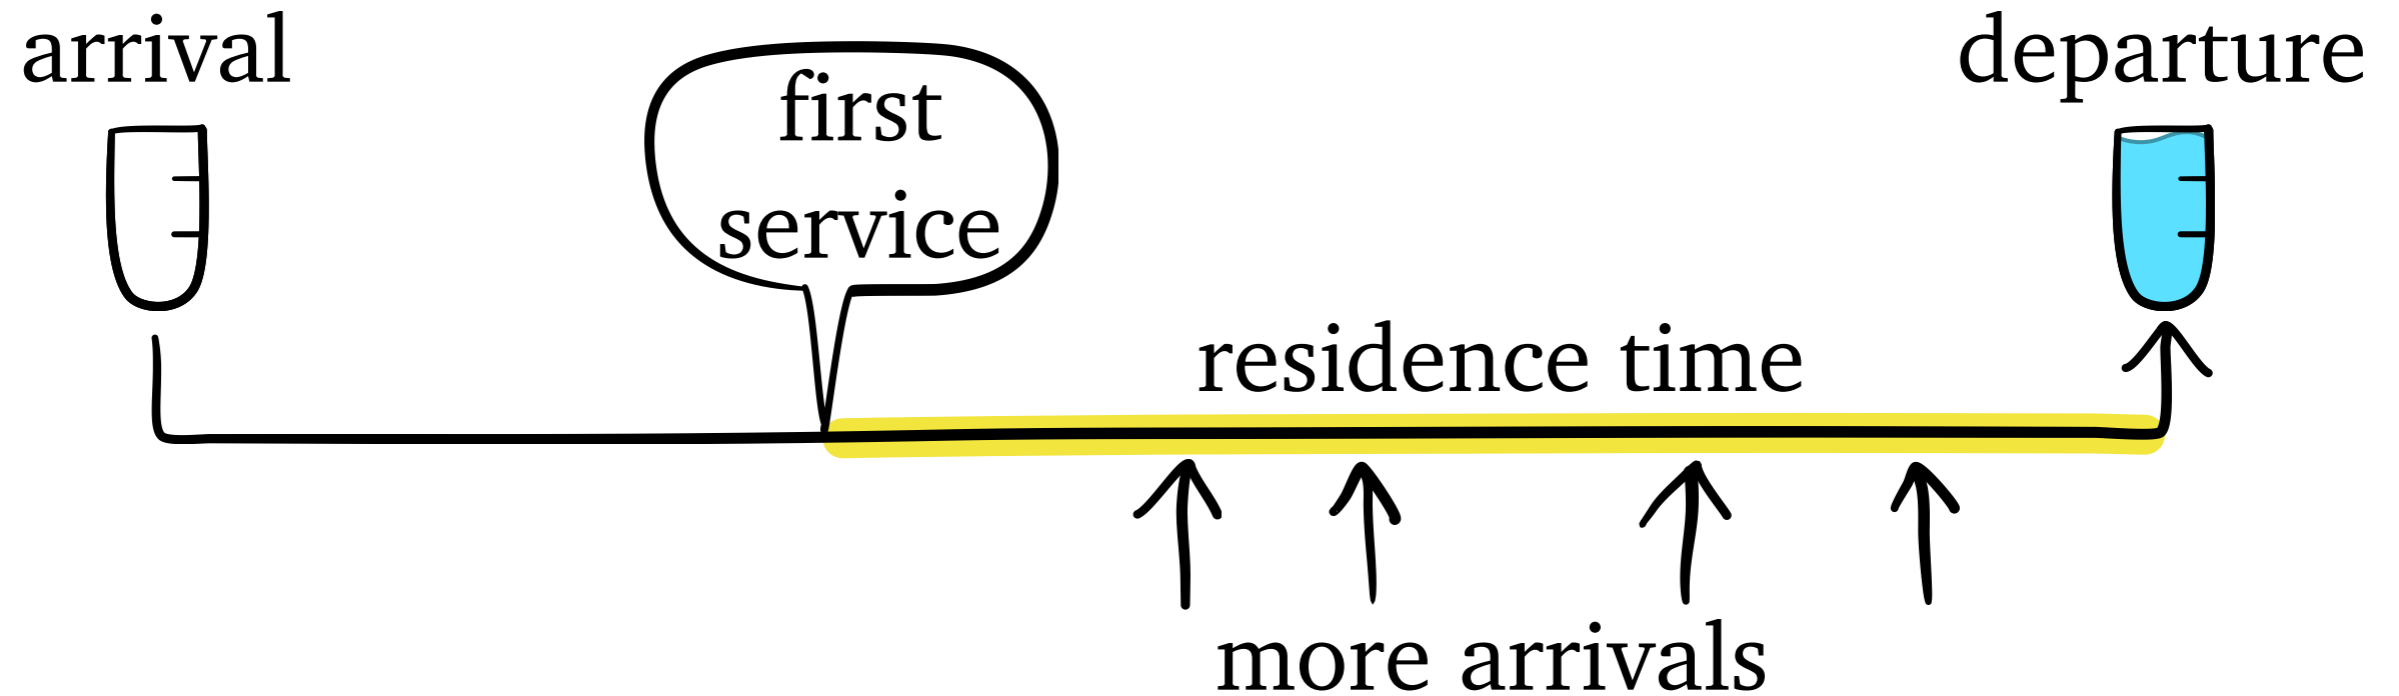 arrival
first
service
departure
residence time
more arrivals